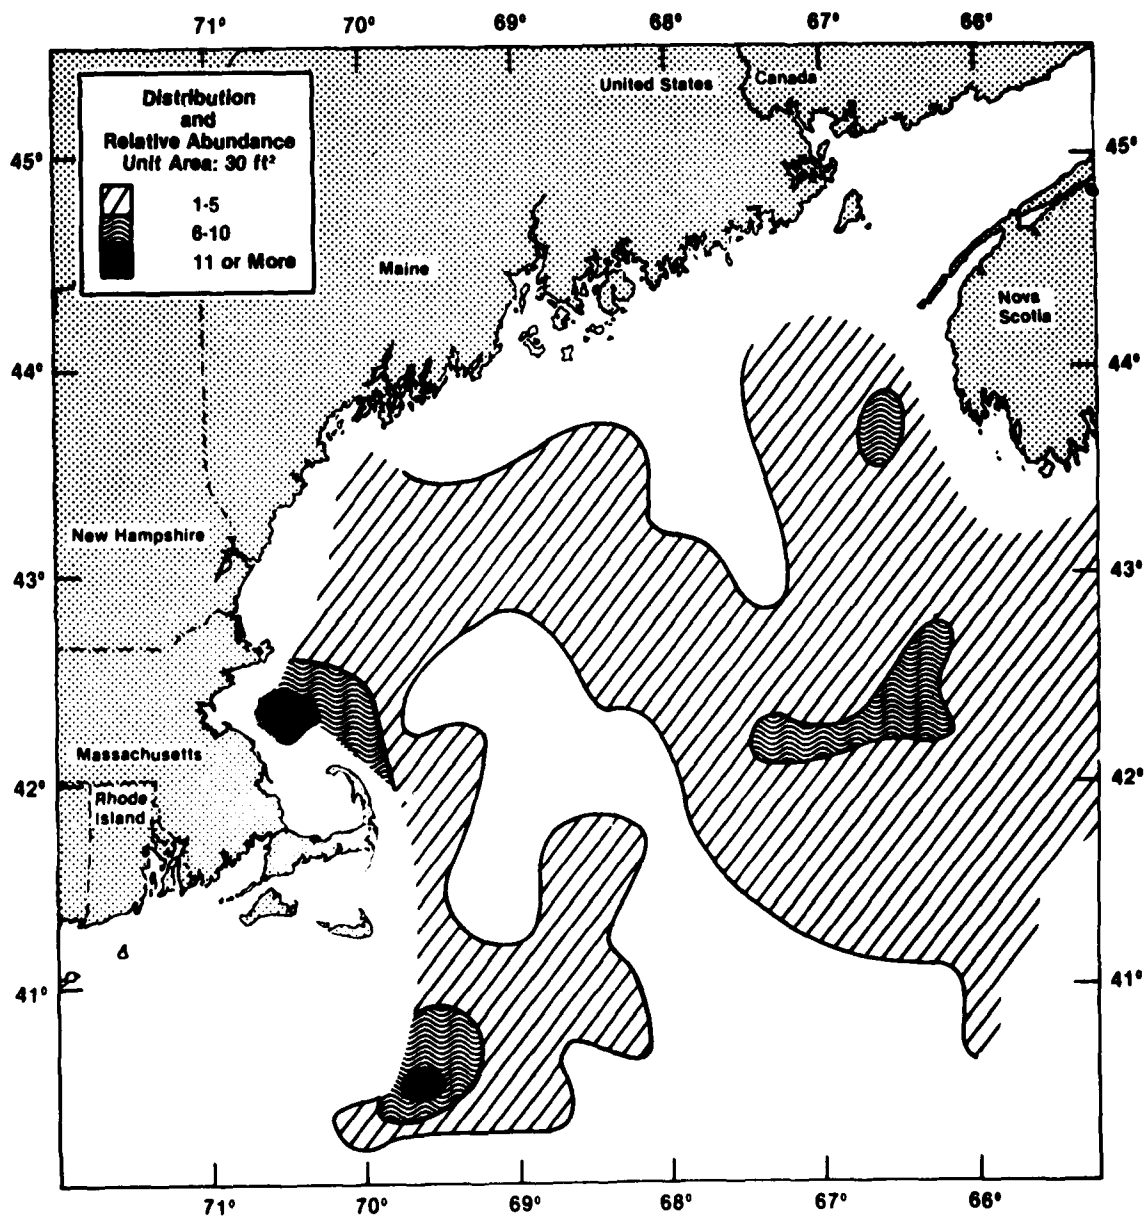 71° 70° 69° 68° 67° 66°
United States
Canada
Distribution
and
Relative Abundance
Unit Area: 30 ft²
1-5
6-10
11 or More
45°
45°
Maine
Nova
Scotia
44°
44°
New Hampshire
43°
43°
Massachusetts
42°
42°
Rhode
Island
41°
41°
71° 70° 69° 68° 67° 66°